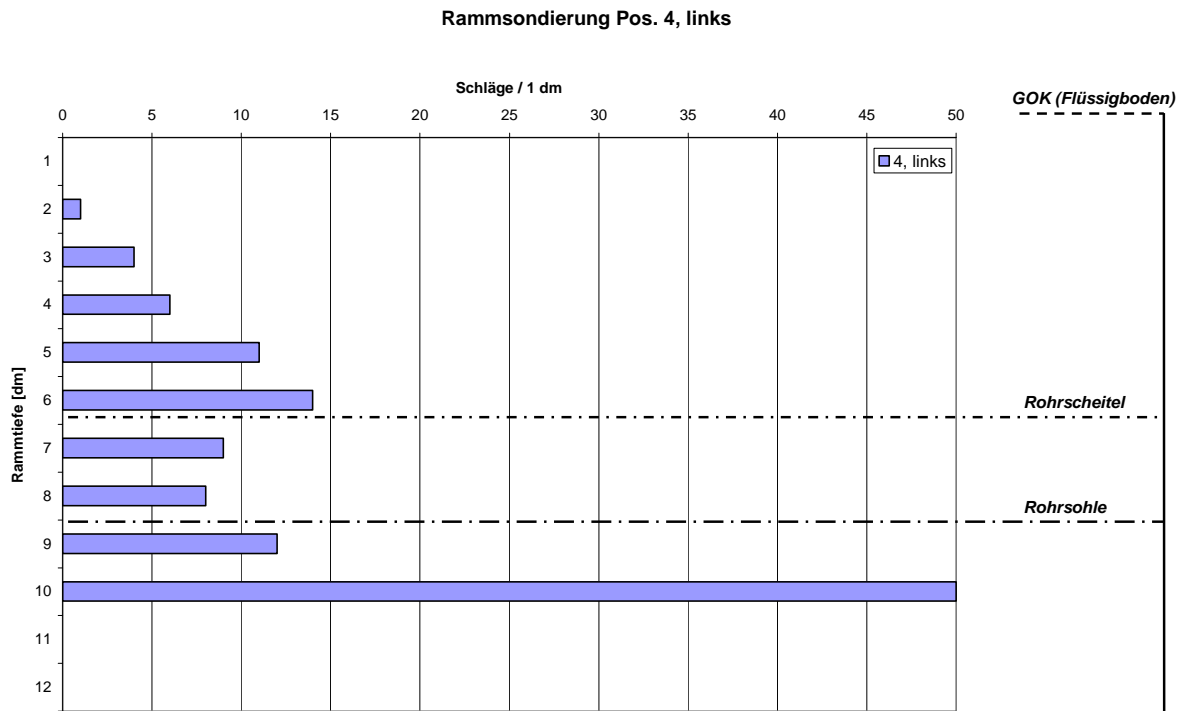 Rammsondierung Pos. 4, links
Schläge / 1 dm
GOK (Flüssigboden)
0 5 10 15 20 25 30 35 40 45 50
4, links
Rammtiefe [dm]
1
2
3
4
5
6
Rohrscheitel
7
8
Rohrsohle
9
10
11
12